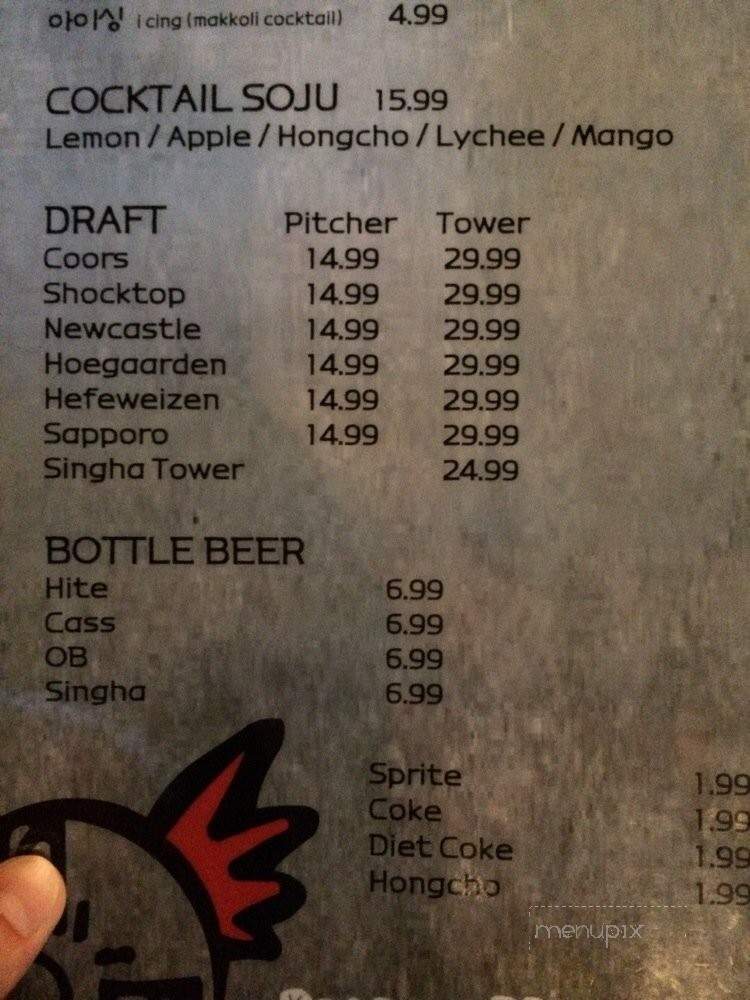 아이싱 i cing (makkoli cocktail) 4.99
COCKTAIL SOJU 15.99
Lemon / Apple / Hongcho / Lychee / Mango
DRAFT Pitcher Tower
Coors 14.99 29.99
Shocktop 14.99 29.99
Newcastle 14.99 29.99
Hoegaarden 14.99 29.99
Hefeweizen 14.99 29.99
Sapporo 14.99 29.99
Singha Tower 24.99
BOTTLE BEER
Hite 6.99
Cass 6.99
OB 6.99
Singha 6.99
Sprite 1.99
Coke 1.99
Diet Coke 1.99
Hongcho 1.99
menupix